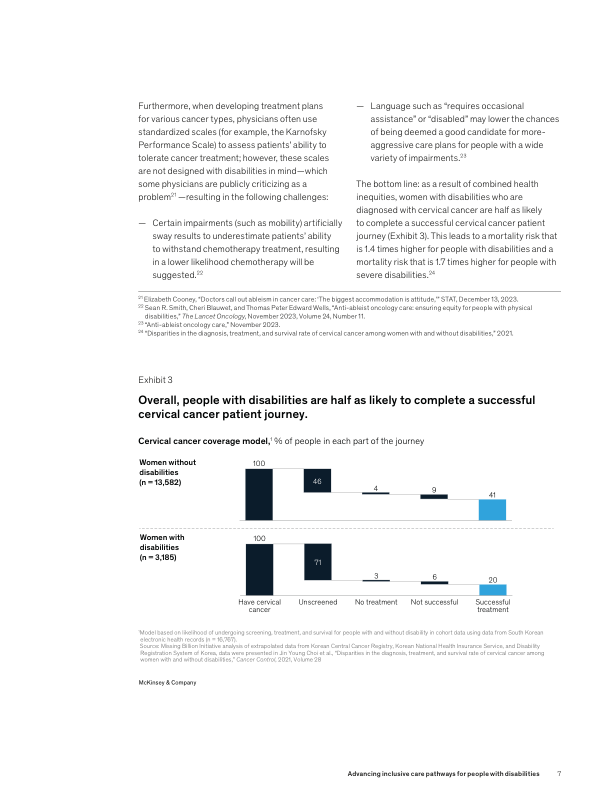 Furthermore, when developing treatment plans
for various cancer types, physicians often use
standardized scales (for example, the Karnofsky
Performance Scale) to assess patients' ability to
tolerate cancer treatment; however, these scales
are not designed with disabilities in mind—which
some physicians are publicly criticizing as a
problem²¹ —resulting in the following challenges:
— Certain impairments (such as mobility) artificially
sway results to underestimate patients' ability
to withstand chemotherapy treatment, resulting
in a lower likelihood chemotherapy will be
suggested.²²
— Language such as "requires occasional
assistance" or "disabled" may lower the chances
of being deemed a good candidate for more-
aggressive care plans for people with a wide
variety of impairments.²³
The bottom line: as a result of combined health
inequities, women with disabilities who are
diagnosed with cervical cancer are half as likely
to complete a successful cervical cancer patient
journey (Exhibit 3). This leads to a mortality risk that
is 1.4 times higher for people with disabilities and a
mortality risk that is 1.7 times higher for people with
severe disabilities.²⁴
²¹ Elizabeth Cooney, "Doctors call out ableism in cancer care: 'The biggest accommodation is attitude,'" STAT, December 13, 2023.
²² Sean R. Smith, Cheri Blauwet, and Thomas Peter Edward Wells, "Anti-ableist oncology care: ensuring equity for people with physical
disabilities," The Lancet Oncology, November 2023, Volume 24, Number 11.
²³ "Anti-ableist oncology care," November 2023.
²⁴ "Disparities in the diagnosis, treatment, and survival rate of cervical cancer among women with and without disabilities," 2021.
Exhibit 3
Overall, people with disabilities are half as likely to complete a successful
cervical cancer patient journey.
Cervical cancer coverage model,¹ % of people in each part of the journey
Women without
disabilities
(n = 13,582)
100
46
4
9
41
Women with
disabilities
(n = 3,185)
100
71
3
6
20
Have cervical
cancer
Unscreened
No treatment
Not successful
Successful
treatment
¹Model based on likelihood of undergoing screening, treatment, and survival for people with and without disability in cohort data using data from South Korean
electronic health records (n = 16,767).
Source: Missing Billion Initiative analysis of extrapolated data from Korean Central Cancer Registry, Korean National Health Insurance Service, and Disability
Registration System of Korea, data were presented in Jin Young Choi et al., "Disparities in the diagnosis, treatment, and survival rate of cervical cancer among
women with and without disabilities," Cancer Control, 2021, Volume 28
McKinsey & Company
Advancing inclusive care pathways for people with disabilities 7